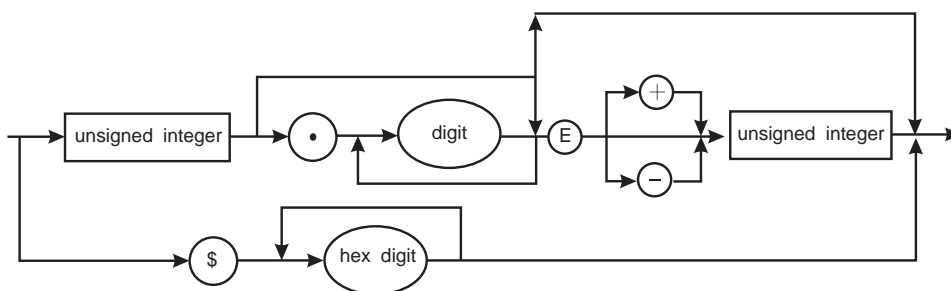 +
unsigned integer
•
digit
E
unsigned integer
−
$
hex digit